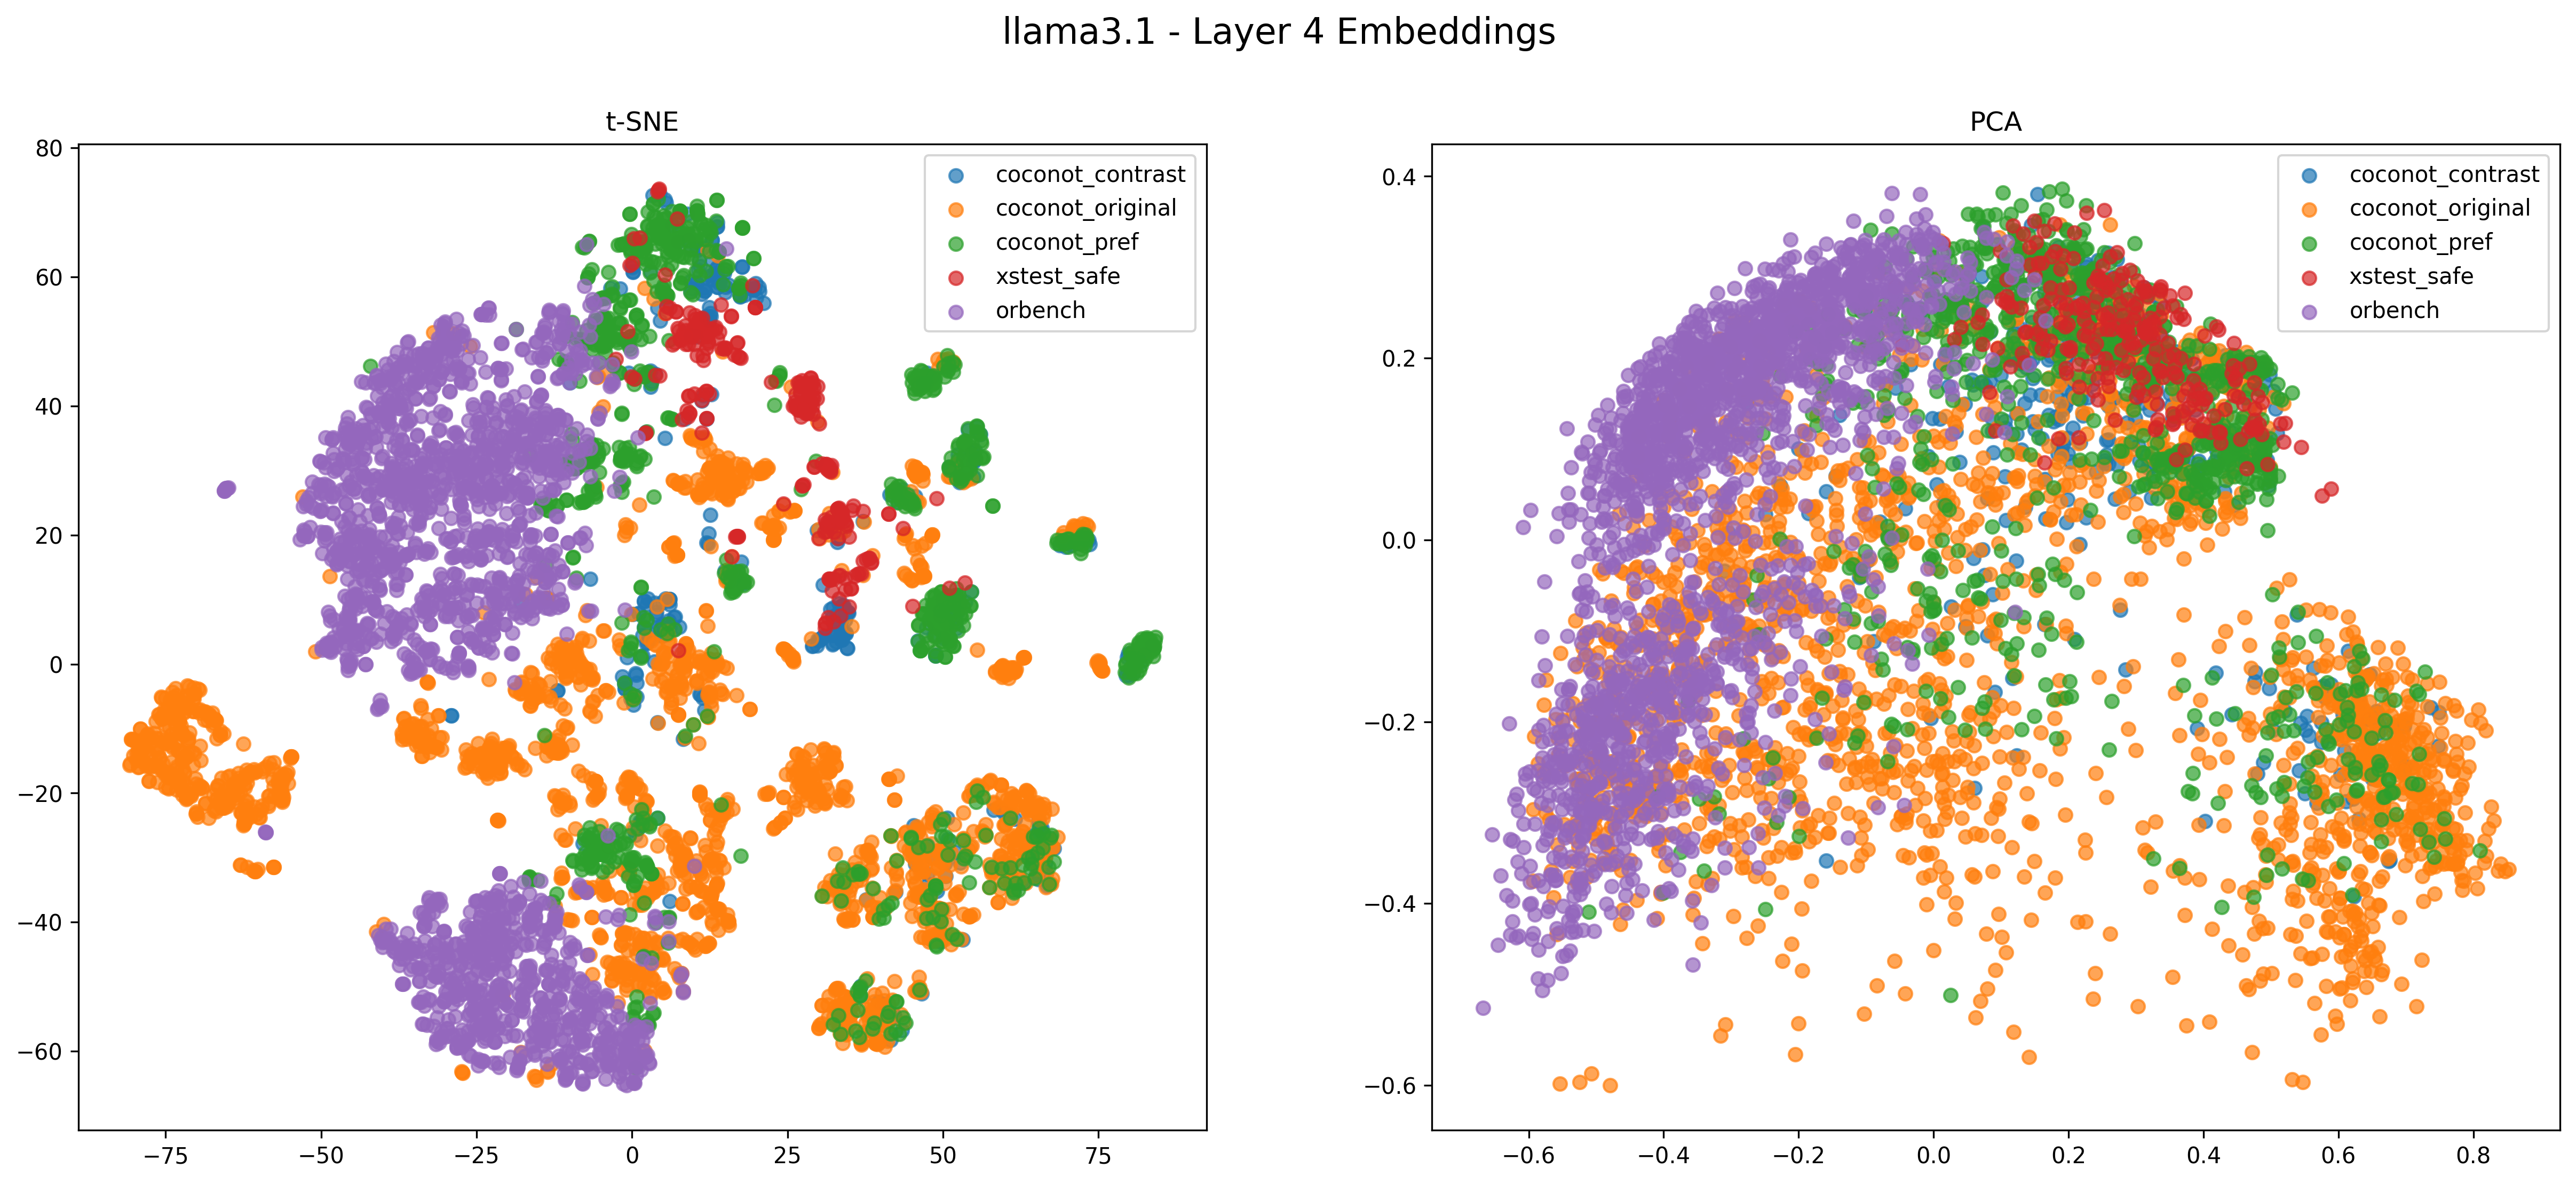 llama3.1 - Layer 4 Embeddings
t-SNE
80
60
40
20
0
−20
−40
−60
−75
−50
−25
0
25
50
75
coconot_contrast
coconot_original
coconot_pref
xstest_safe
orbench
PCA
0.4
0.2
0.0
−0.2
−0.4
−0.6
−0.6
−0.4
−0.2
0.0
0.2
0.4
0.6
0.8
coconot_contrast
coconot_original
coconot_pref
xstest_safe
orbench